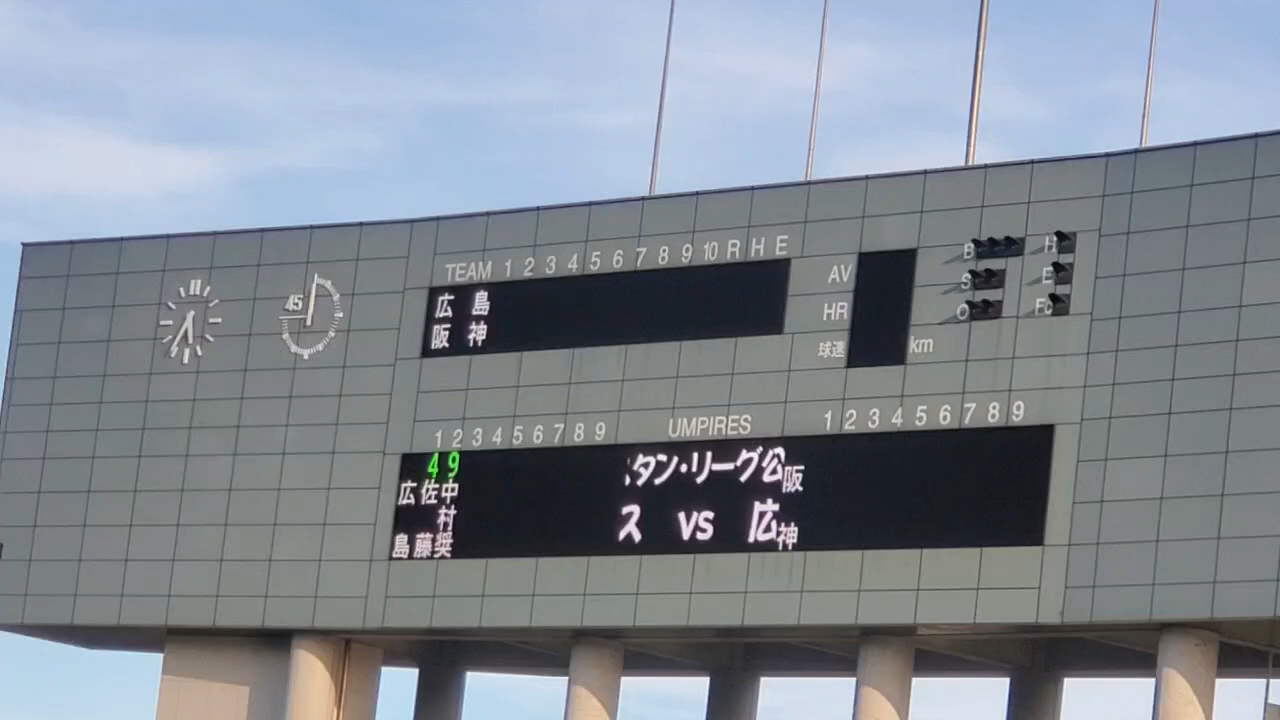 45
TEAM 1 2 3 4 5 6 7 8 9 10 R H E
広島
阪神
AV
HR
球速 km
B
S
O
H
E
Fc
1 2 3 4 5 6 7 8 9
UMPIRES
1 2 3 4 5 6 7 8 9
4 9
広島
佐藤
中村奨
タン・リーグ公
ス vs 広
阪神